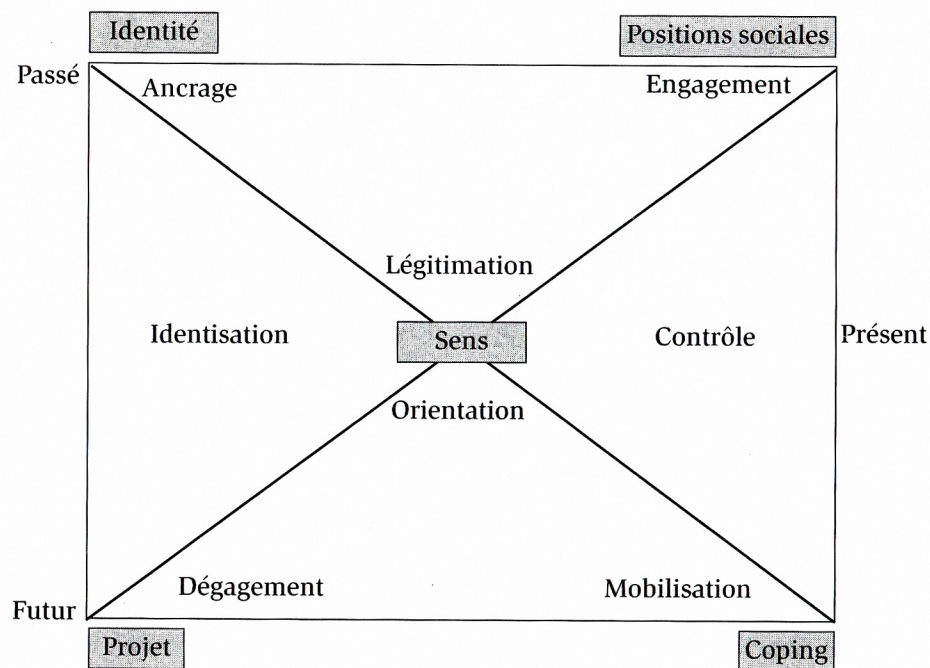 Identité
Positions sociales
Passé
Ancrage
Engagement
Légitimation
Identisation
Sens
Contrôle
Présent
Orientation
Dégagement
Mobilisation
Futur
Projet
Coping